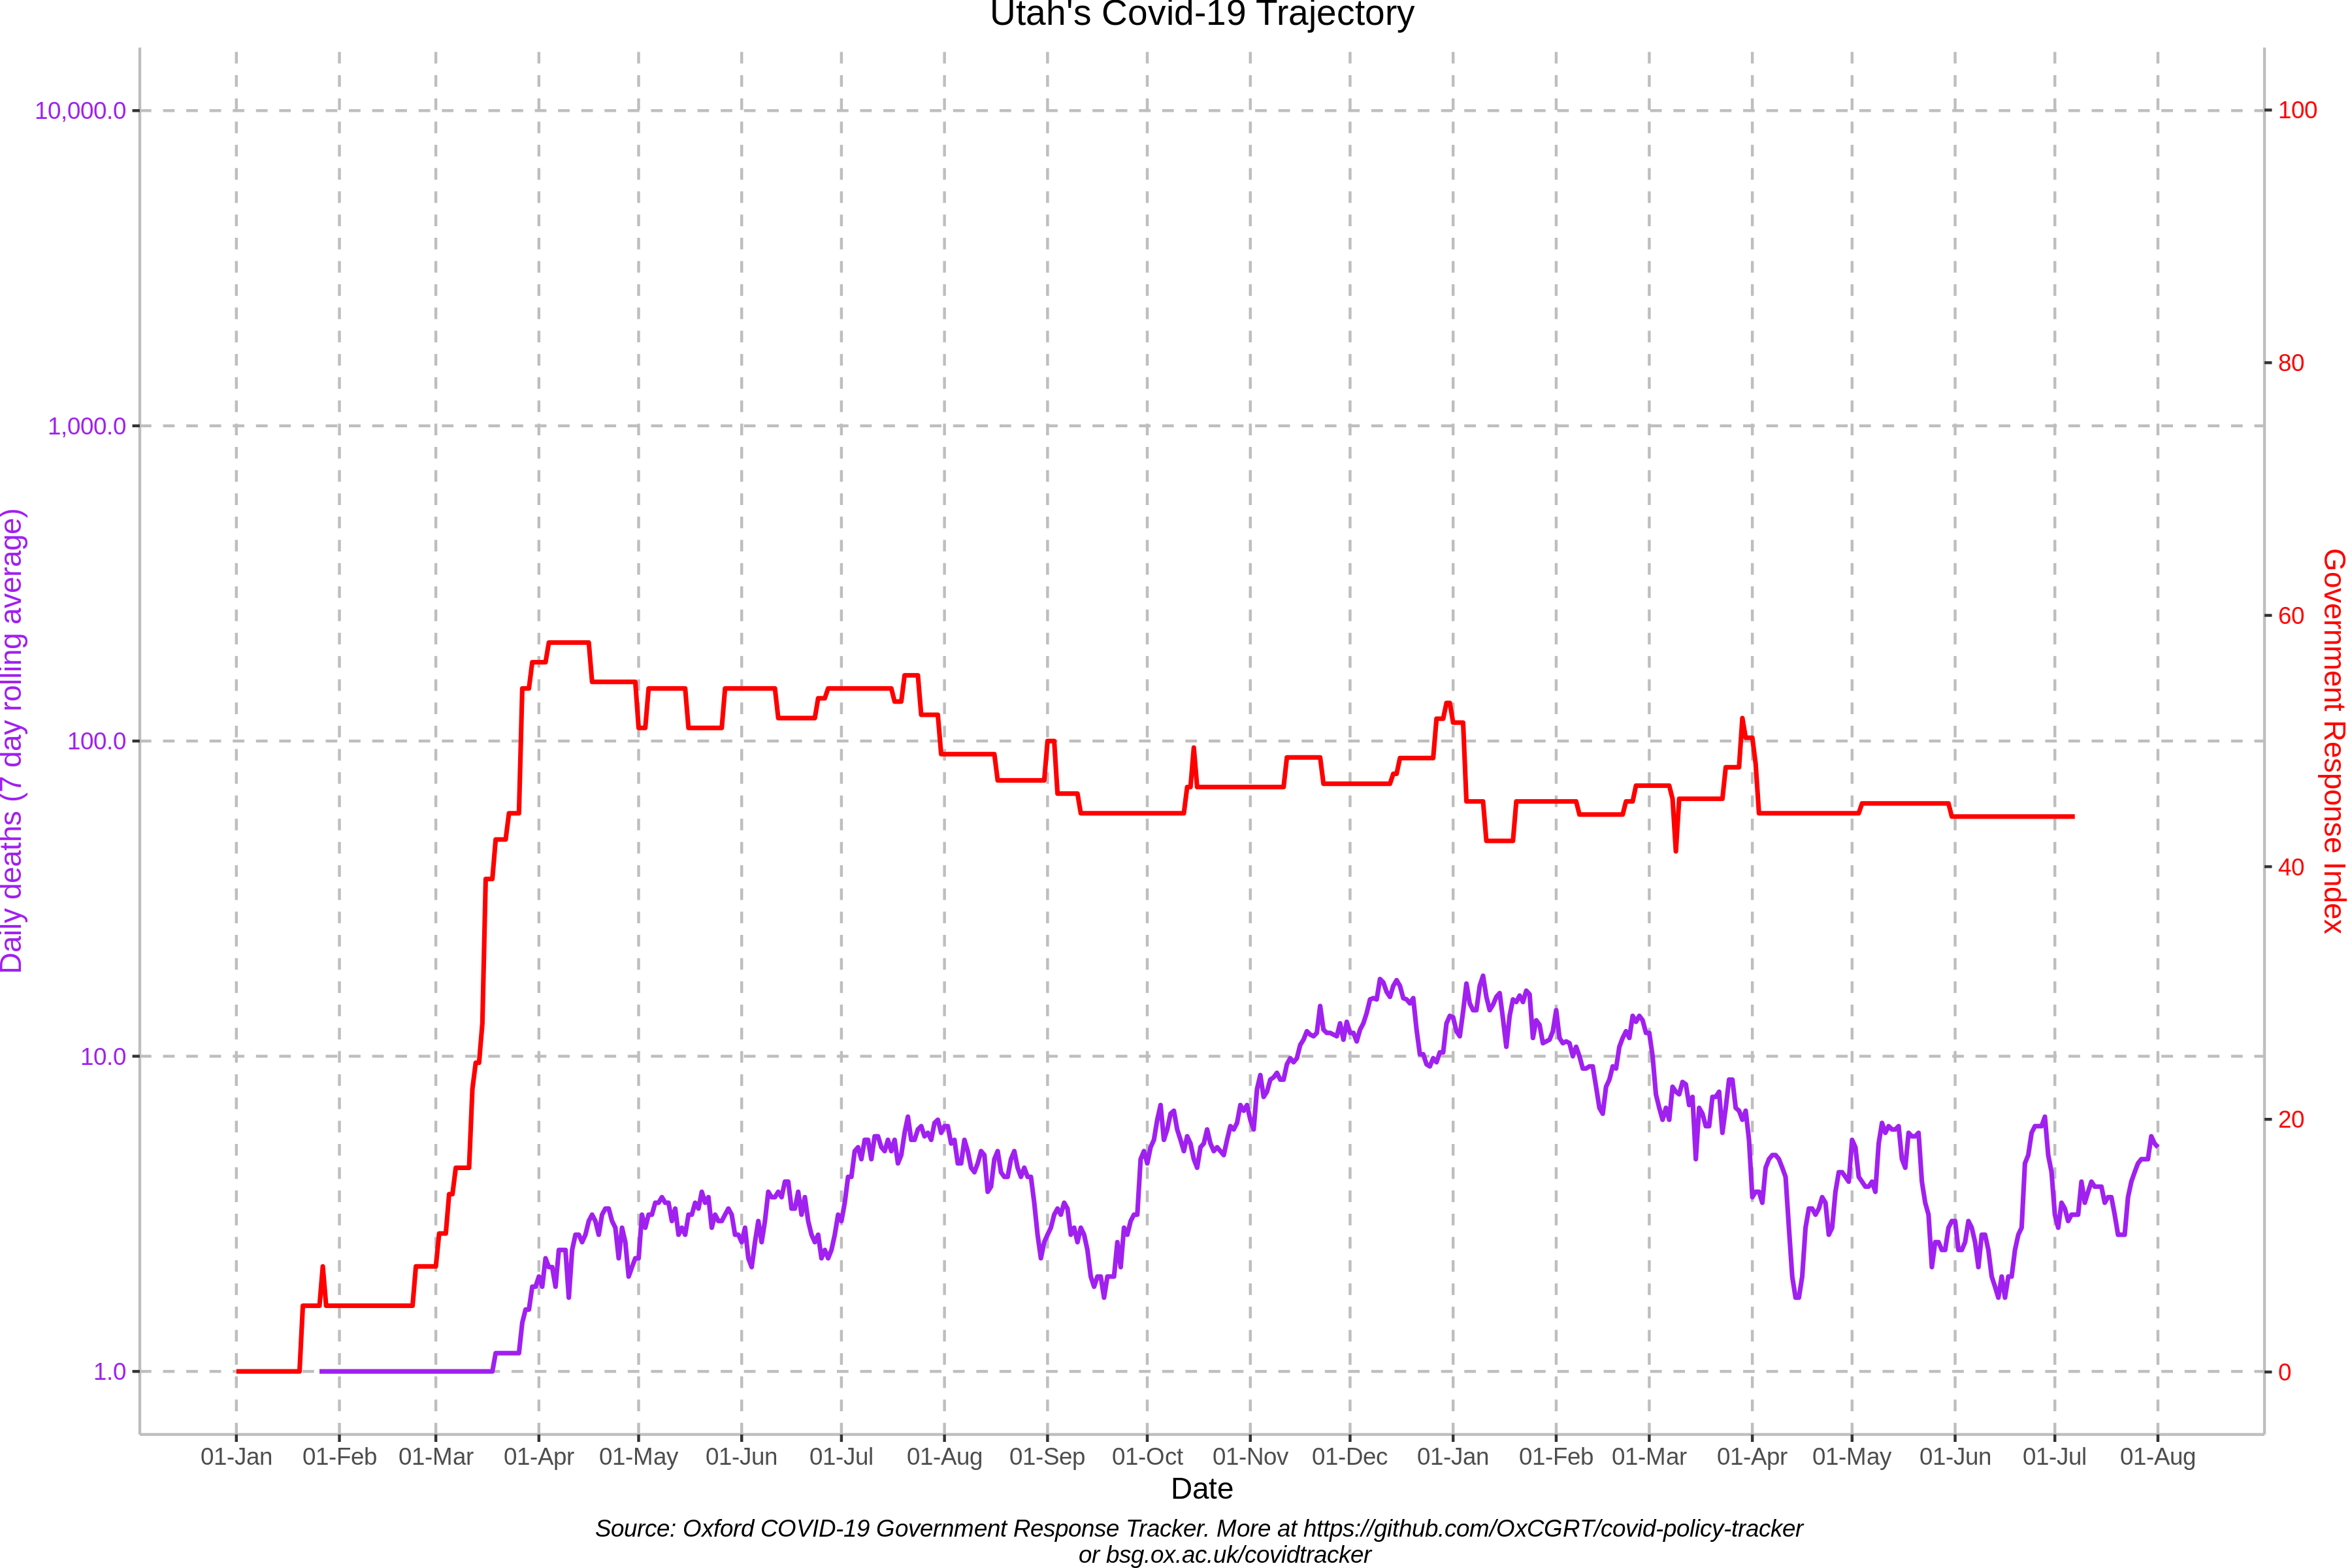 Utah's Covid-19 Trajectory
10,000.0
1,000.0
100.0
10.0
1.0
Daily deaths (7 day rolling average)
100
80
60
40
20
0
Government Response Index
01-Jan 01-Feb 01-Mar 01-Apr 01-May 01-Jun 01-Jul 01-Aug 01-Sep 01-Oct 01-Nov 01-Dec 01-Jan 01-Feb 01-Mar 01-Apr 01-May 01-Jun 01-Jul 01-Aug
Date
Source: Oxford COVID-19 Government Response Tracker. More at https://github.com/OxCGRT/covid-policy-tracker
or bsg.ox.ac.uk/covidtracker